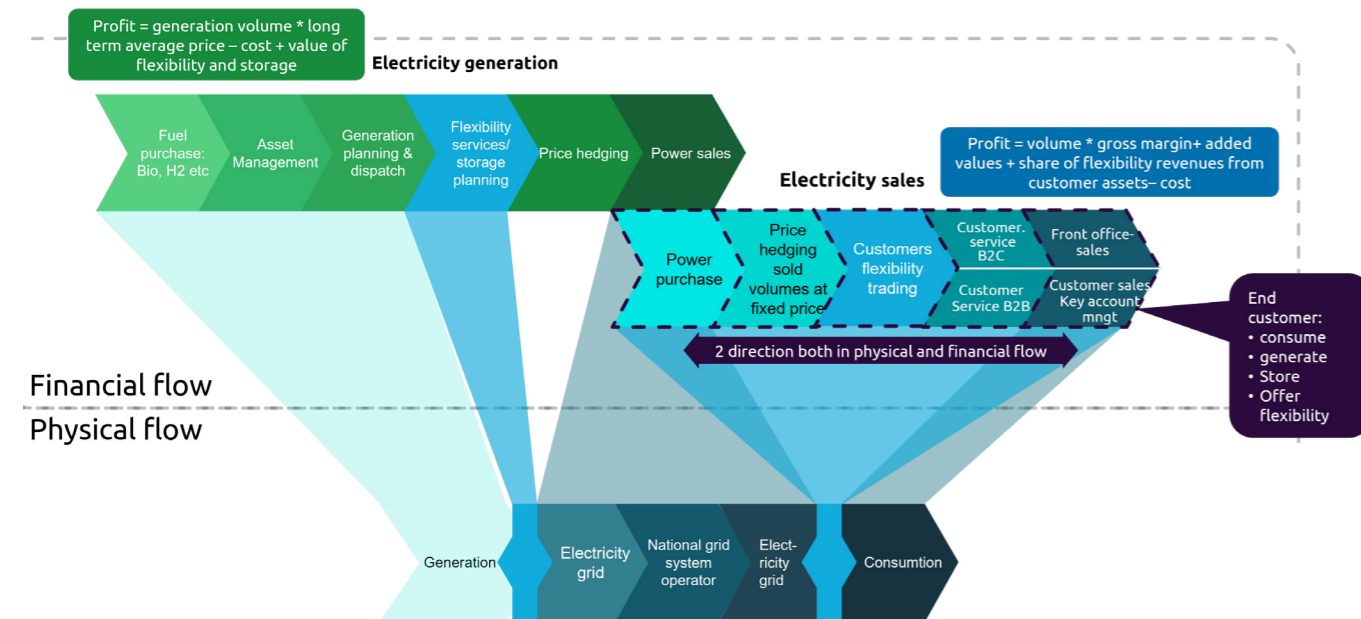 Profit = generation volume * long
term average price – cost + value of
flexibility and storage
Electricity generation
Fuel
purchase:
Bio, H2 etc
Asset
Management
Generation
planning &
dispatch
Flexibility
services/
storage
planning
Price hedging
Power sales
Profit = volume * gross margin+ added
values + share of flexibility revenues from
customer assets– cost
Electricity sales
Power
purchase
Price
hedging
sold
volumes at
fixed price
Customers
flexibility
trading
Customer.
service
B2C
Customer
Service B2B
Front office-
sales
Customer sales
Key account
mngt
End
customer:
• consume
• generate
• Store
• Offer
flexibility
2 direction both in physical and financial flow
Financial flow
Physical flow
Generation
Electricity
grid
National grid
system
operator
Elect-
ricity
grid
Consumtion